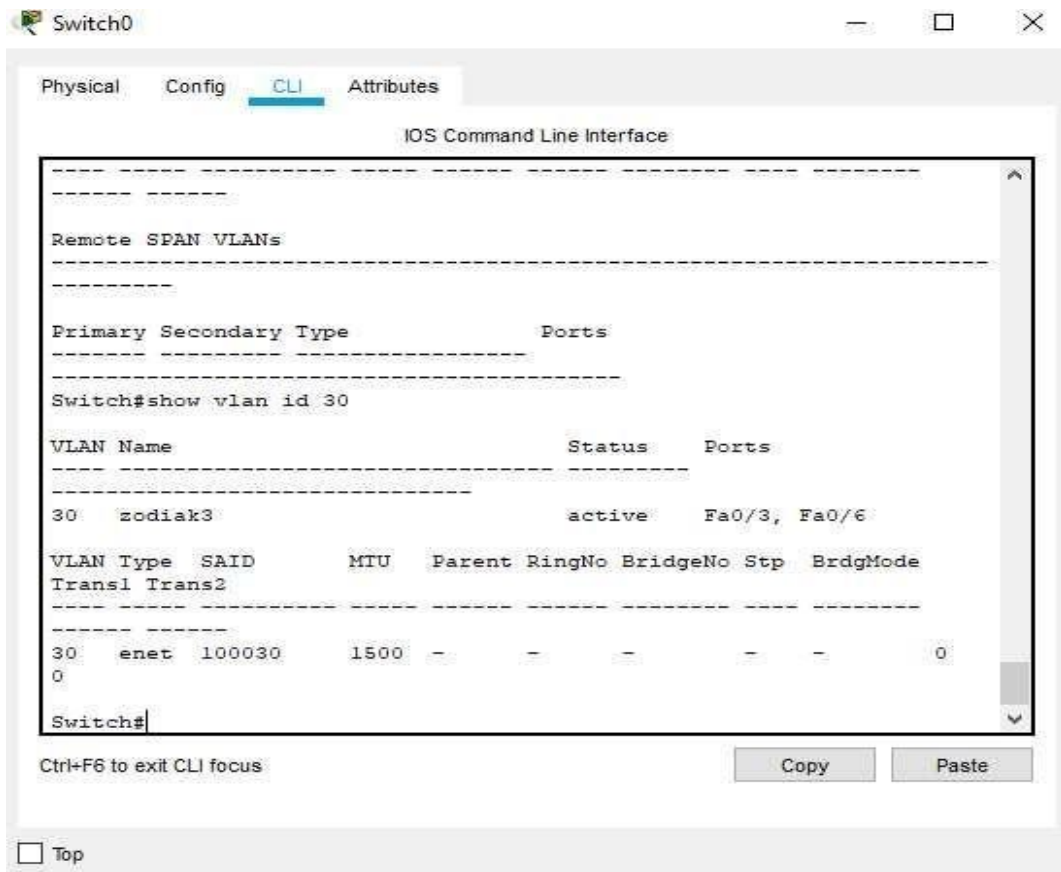 Switch0
Physical Config CLI Attributes
IOS Command Line Interface
---- ----- ---------- ----- ------ ------ -------- ---- --------
------ ------
Remote SPAN VLANs
------------------------------------------------------------------------------
---------
Primary Secondary Type Ports
------- --------- -----------------
------------------------------------------
Switch#show vlan id 30
VLAN Name Status Ports
---- -------------------------------- ---------
-------------------------------
30 zodiak3 active Fa0/3, Fa0/6
VLAN Type SAID MTU Parent RingNo BridgeNo Stp BrdgMode
Trans1 Trans2
---- ----- ---------- ----- ------ ------ -------- ---- --------
------ ------
30 enet 100030 1500 - - - - - 0
0
Switch#
Ctrl+F6 to exit CLI focus
Copy Paste
Top